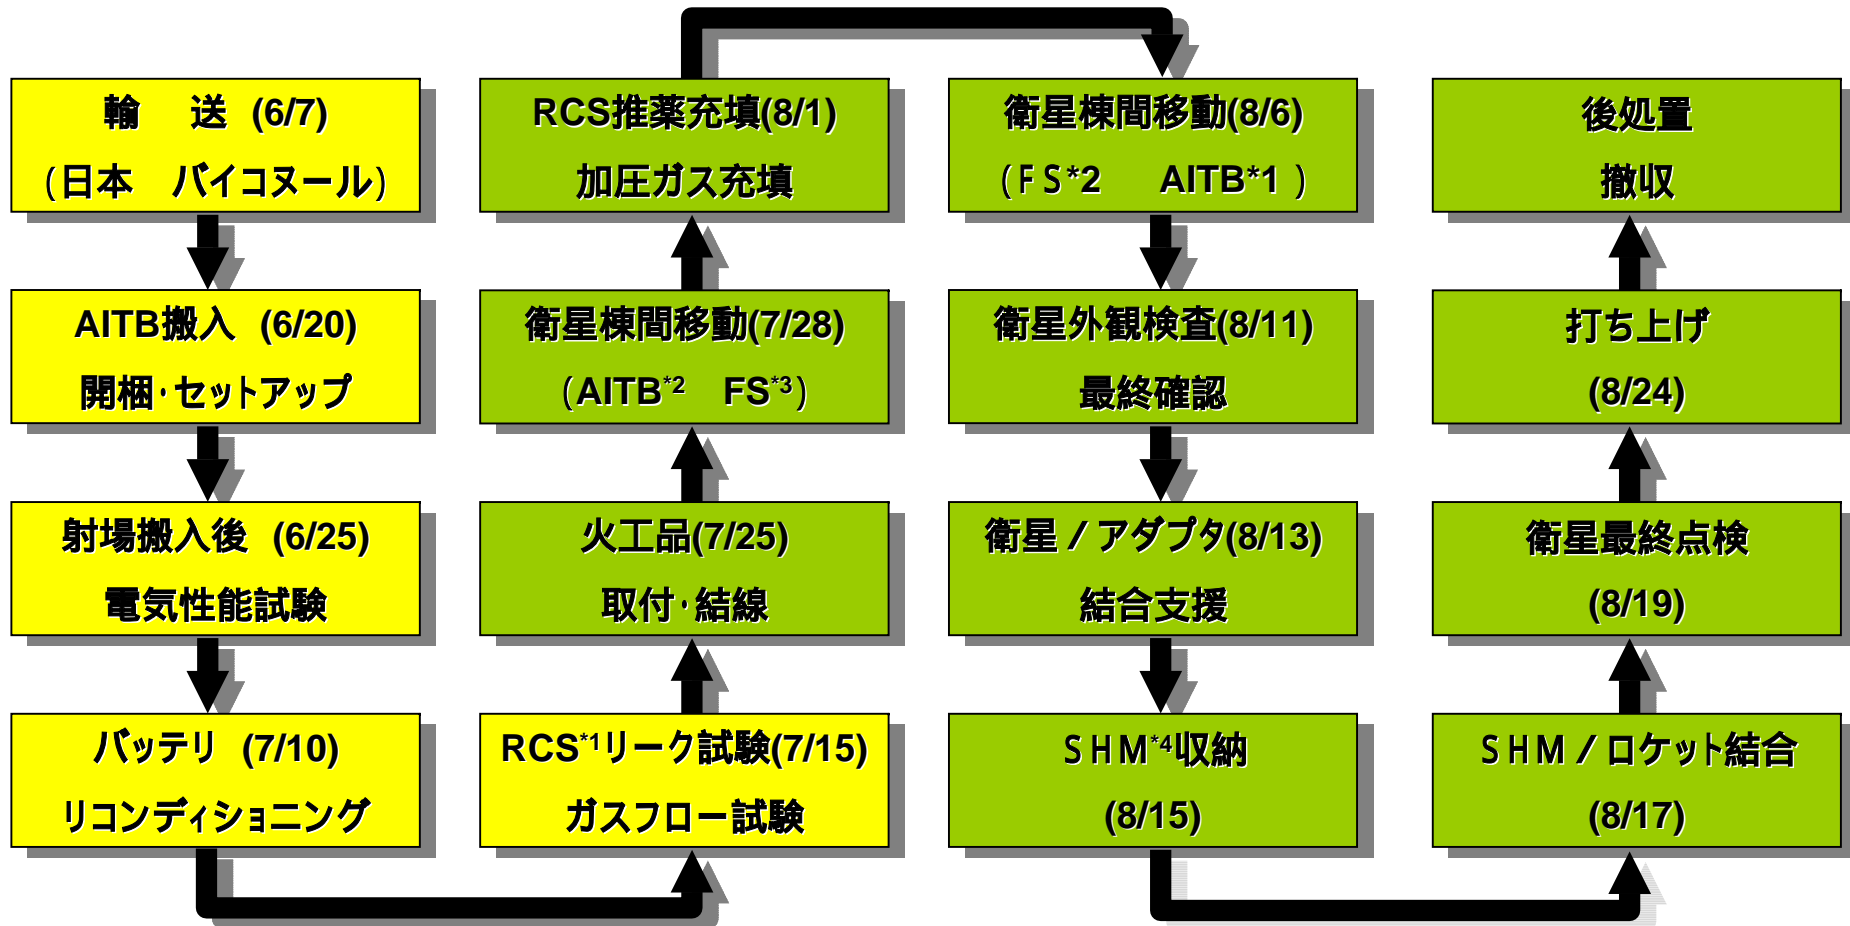 輸 送 (6/7)
(日本 バイコヌール)
AITB搬入 (6/20)
開梱・セットアップ
射場搬入後 (6/25)
電気性能試験
バッテリ (7/10)
リコンディショニング
RCS*1リーク試験(7/15)
ガスフロー試験
火工品(7/25)
取付・結線
衛星棟間移動(7/28)
(AITB*2 FS*3)
RCS推薬充填(8/1)
加圧ガス充填
衛星棟間移動(8/6)
(FS*2 AITB*1 )
衛星外観検査(8/11)
最終確認
衛星/アダプタ(8/13)
結合支援
SHM*4収納
(8/15)
SHM/ロケット結合
(8/17)
衛星最終点検
(8/19)
打ち上げ
(8/24)
後処置
撤収